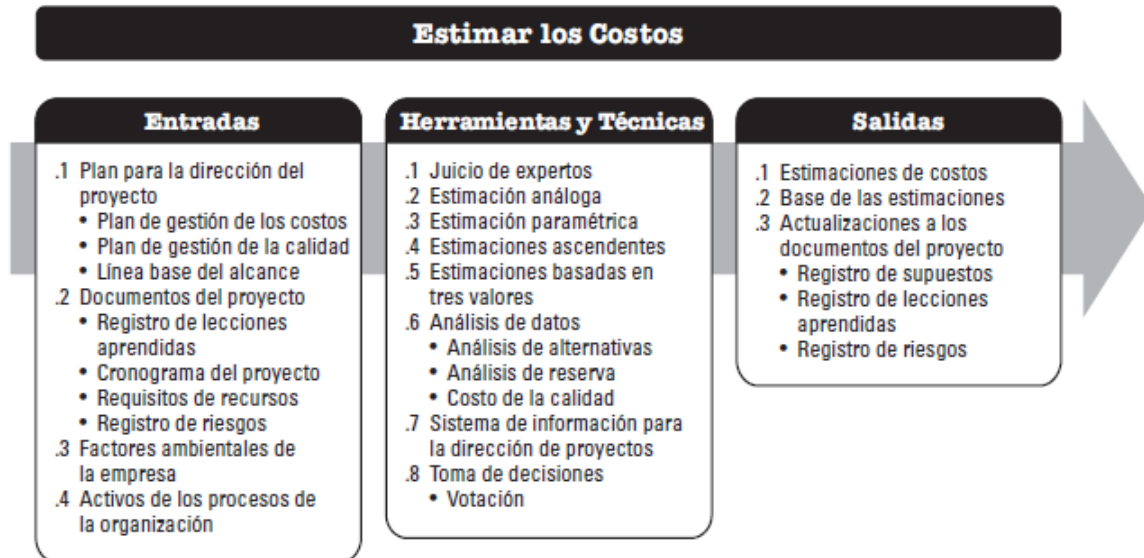 Estimar los Costos
Entradas
.1 Plan para la dirección del
proyecto
• Plan de gestión de los costos
• Plan de gestión de la calidad
• Línea base del alcance
.2 Documentos del proyecto
• Registro de lecciones
aprendidas
• Cronograma del proyecto
• Requisitos de recursos
• Registro de riesgos
.3 Factores ambientales de
la empresa
.4 Activos de los procesos de
la organización
Herramientas y Técnicas
.1 Juicio de expertos
.2 Estimación análoga
.3 Estimación paramétrica
.4 Estimaciones ascendentes
.5 Estimaciones basadas en
tres valores
.6 Análisis de datos
• Análisis de alternativas
• Análisis de reserva
• Costo de la calidad
.7 Sistema de información para
la dirección de proyectos
.8 Toma de decisiones
• Votación
Salidas
.1 Estimaciones de costos
.2 Base de las estimaciones
.3 Actualizaciones a los
documentos del proyecto
• Registro de supuestos
• Registro de lecciones
aprendidas
• Registro de riesgos